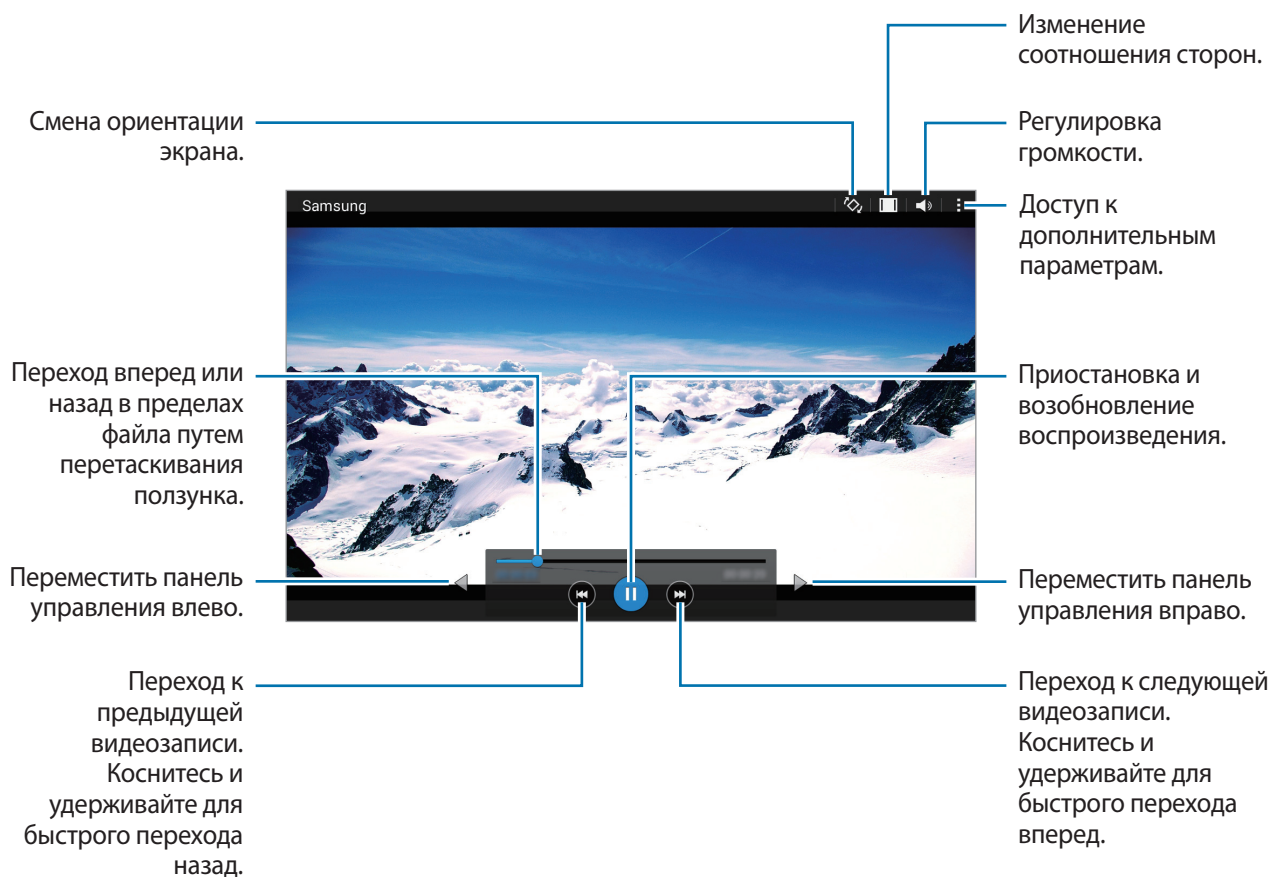 Изменение
соотношения сторон.
Смена ориентации
экрана.
Регулировка
громкости.
Samsung
Доступ к
дополнительным
параметрам.
Переход вперед или
назад в пределах
файла путем
перетаскивания
ползунка.
Приостановка и
возобновление
воспроизведения.
Переместить панель
управления влево.
Переместить панель
управления вправо.
Переход к
предыдущей
видеозаписи.
Коснитесь и
удерживайте для
быстрого перехода
назад.
Переход к следующей
видеозаписи.
Коснитесь и
удерживайте для
быстрого перехода
вперед.